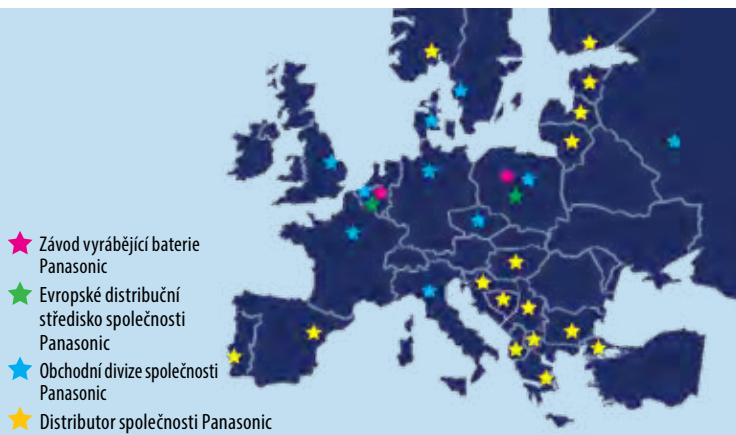 Závod vyrábějící baterie
Panasonic
Evropské distribuční
středisko společnosti
Panasonic
Obchodní divize společnosti
Panasonic
Distributor společnosti Panasonic